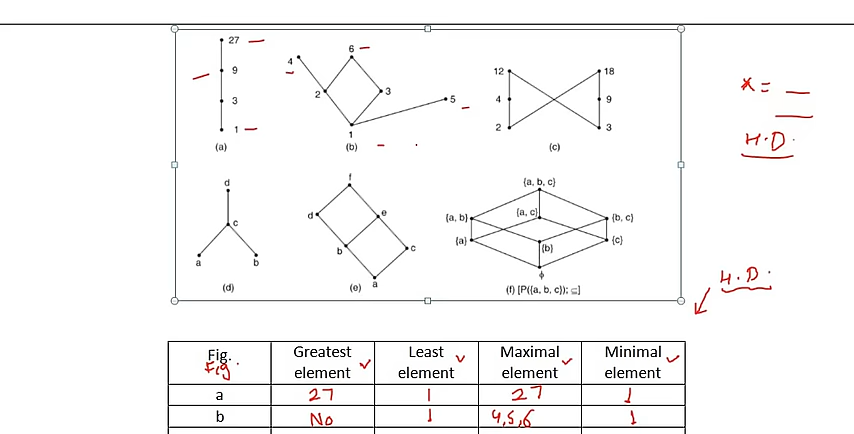 27
9
3
1
(a)
4
6
2
3
5
1
(b)
12
18
4
9
2
3
(c)
x = _
H.D.
d
c
a
b
(d)
f
d
e
b
c
a
(e)
{a, b, c}
{a, b}
{a, c}
{b, c}
{a}
{b}
{c}
ϕ
(f) [P({a, b, c}); ⊆]
H.D.
Fig. Greatest element Least element Maximal element Minimal element
Fig.
a 27 1 27 1
b No 1 4,5,6 1